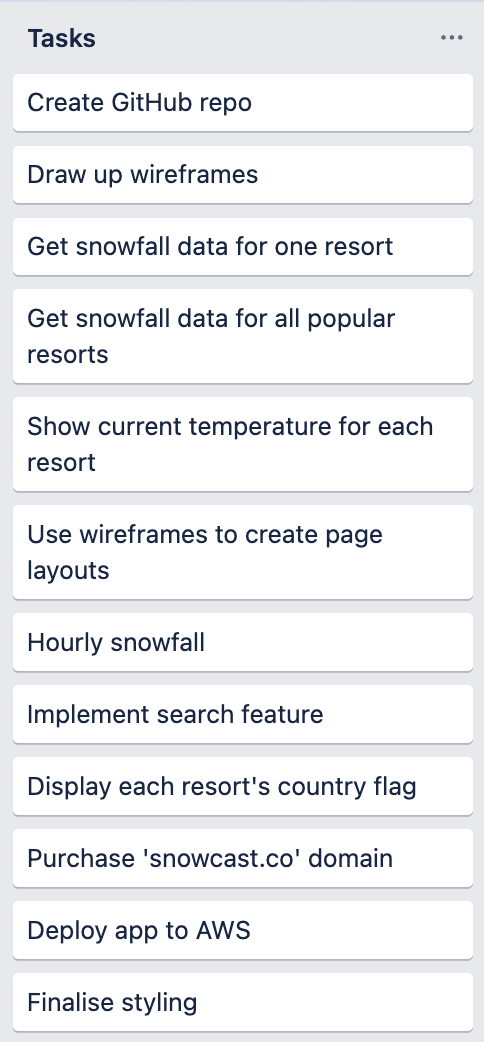 Tasks
Create GitHub repo
Draw up wireframes
Get snowfall data for one resort
Get snowfall data for all popular
resorts
Show current temperature for each
resort
Use wireframes to create page
layouts
Hourly snowfall
Implement search feature
Display each resort's country flag
Purchase 'snowcast.co' domain
Deploy app to AWS
Finalise styling